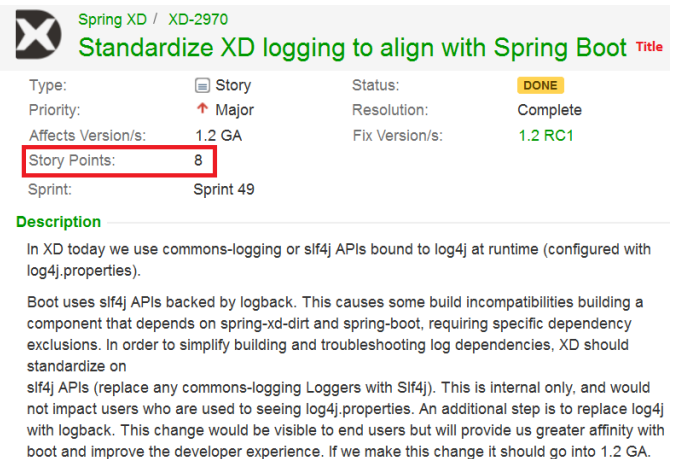 Spring XD / XD-2970
Standardize XD logging to align with Spring Boot Title
Type: Story Status: DONE
Priority: Major Resolution: Complete
Affects Version/s: 1.2 GA Fix Version/s: 1.2 RC1
Story Points: 8
Sprint: Sprint 49
Description
In XD today we use commons-logging or slf4j APIs bound to log4j at runtime (configured with
log4j.properties).
Boot uses slf4j APIs backed by logback. This causes some build incompatibilities building a
component that depends on spring-xd-dirt and spring-boot, requiring specific dependency
exclusions. In order to simplify building and troubleshooting log dependencies, XD should
standardize on
slf4j APIs (replace any commons-logging Loggers with Slf4j). This is internal only, and would
not impact users who are used to seeing log4j.properties. An additional step is to replace log4j
with logback. This change would be visible to end users but will provide us greater affinity with
boot and improve the developer experience. If we make this change it should go into 1.2 GA.